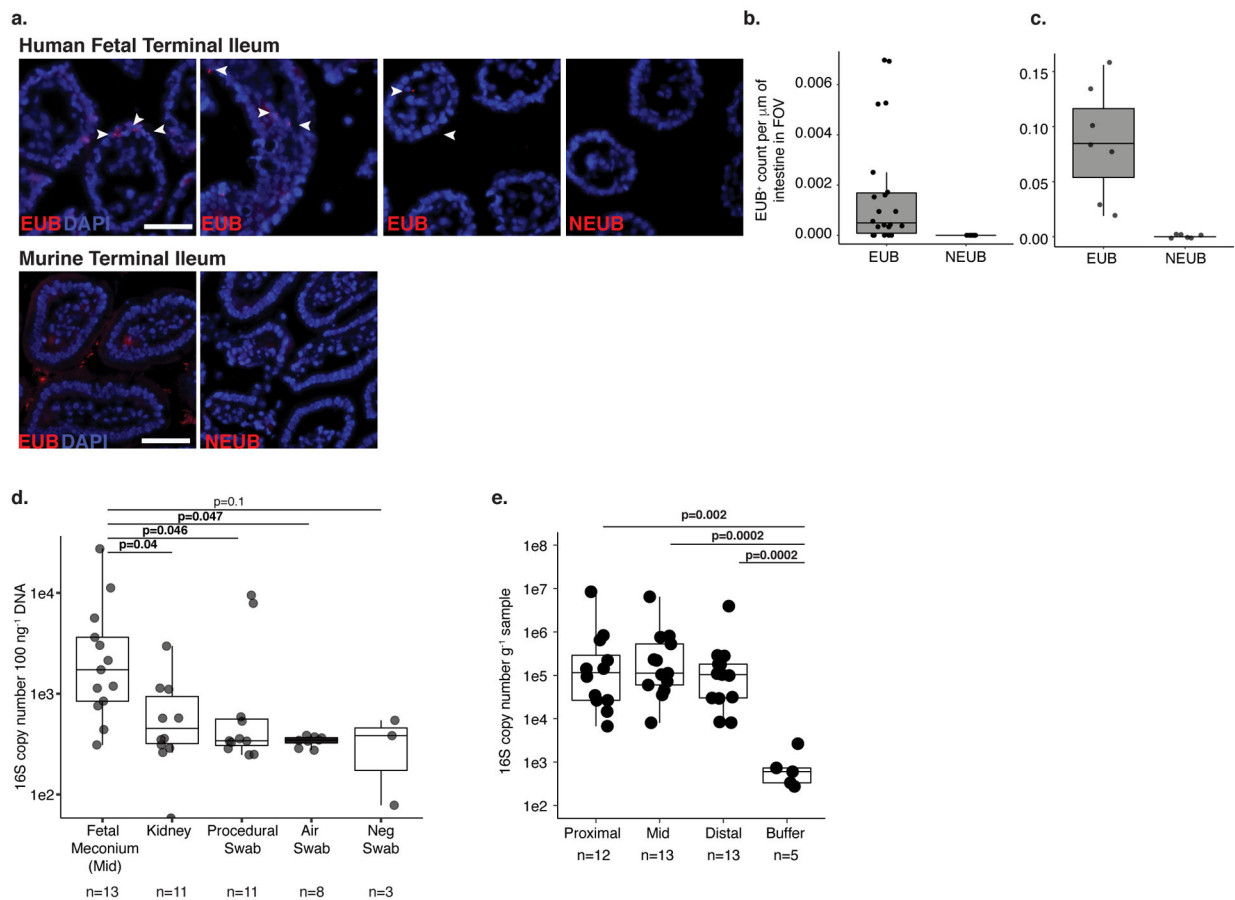 a.
Human Fetal Terminal Ileum
EUBDAPI
EUB
EUB
NEUB
Murine Terminal Ileum
EUBDAPI
NEUB
b.
EUB⁺ count per μm of
intestine in FOV
0.006
0.004
0.002
0.000
EUB
NEUB
c.
0.15
0.10
0.05
0.00
EUB
NEUB
d.
16S copy number 100 ng⁻¹ DNA
p=0.1
p=0.047
p=0.046
p=0.04
1e4
1e3
1e2
Fetal Meconium (Mid)
Kidney
Procedural Swab
Air Swab
Neg Swab
n=13
n=11
n=11
n=8
n=3
e.
16S copy number g⁻¹ sample
p=0.002
p=0.0002
p=0.0002
1e8
1e7
1e6
1e5
1e4
1e3
1e2
Proximal
Mid
Distal
Buffer
n=12
n=13
n=13
n=5